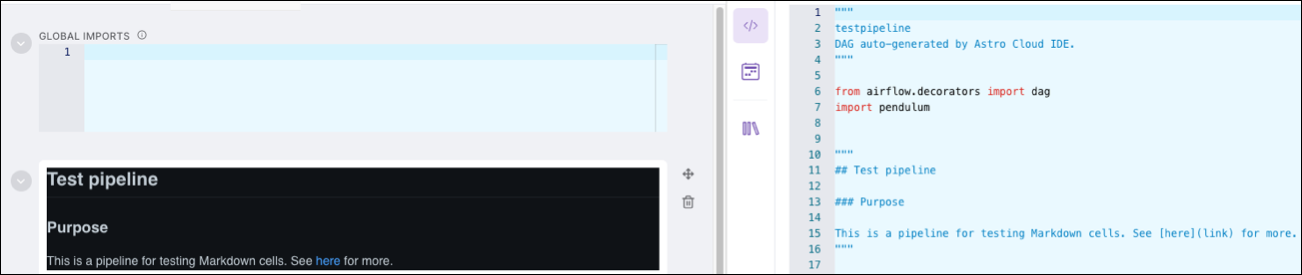 GLOBAL IMPORTS
1
Test pipeline
Purpose
This is a pipeline for testing Markdown cells. See here for more.
</>
1 """
2 testpipeline
3 DAG auto-generated by Astro Cloud IDE.
4 """
5
6 from airflow.decorators import dag
7 import pendulum
8
9
10 """
11 ## Test pipeline
12
13 ### Purpose
14
15 This is a pipeline for testing Markdown cells. See [here](link) for more.
16 """
17